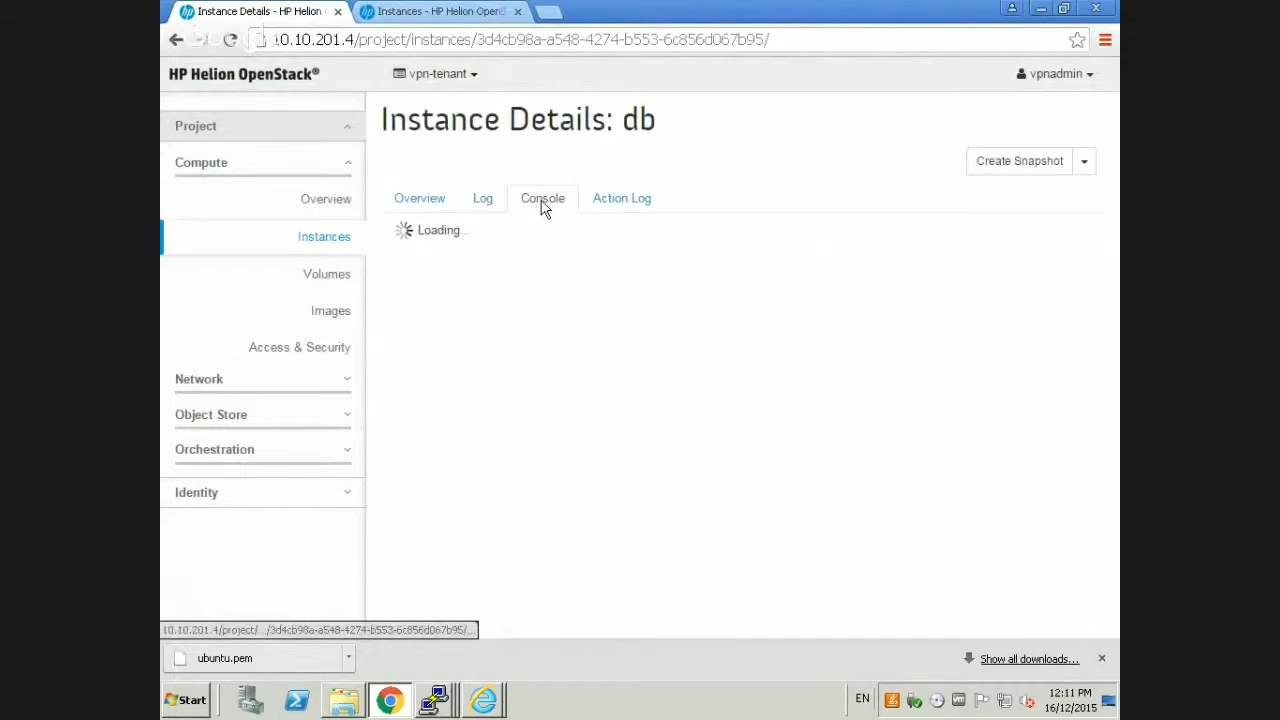 Instance Details - HP Helion
Instances - HP Helion OpenS
10.10.201.4/project/instances/3d4cb98a-a548-4274-b553-6c856d067b95/
HP Helion OpenStack®
vpn-tenant
vpnadmin
Project
Compute
Overview
Instances
Volumes
Images
Access & Security
Network
Object Store
Orchestration
Identity
Instance Details: db
Create Snapshot
Overview Log Console Action Log
Loading...
10.10.201.4/project/.../3d4cb98a-a548-4274-b553-6c856d067b95/...
ubuntu.pem
Show all downloads...
Start
EN
12:11 PM
16/12/2015